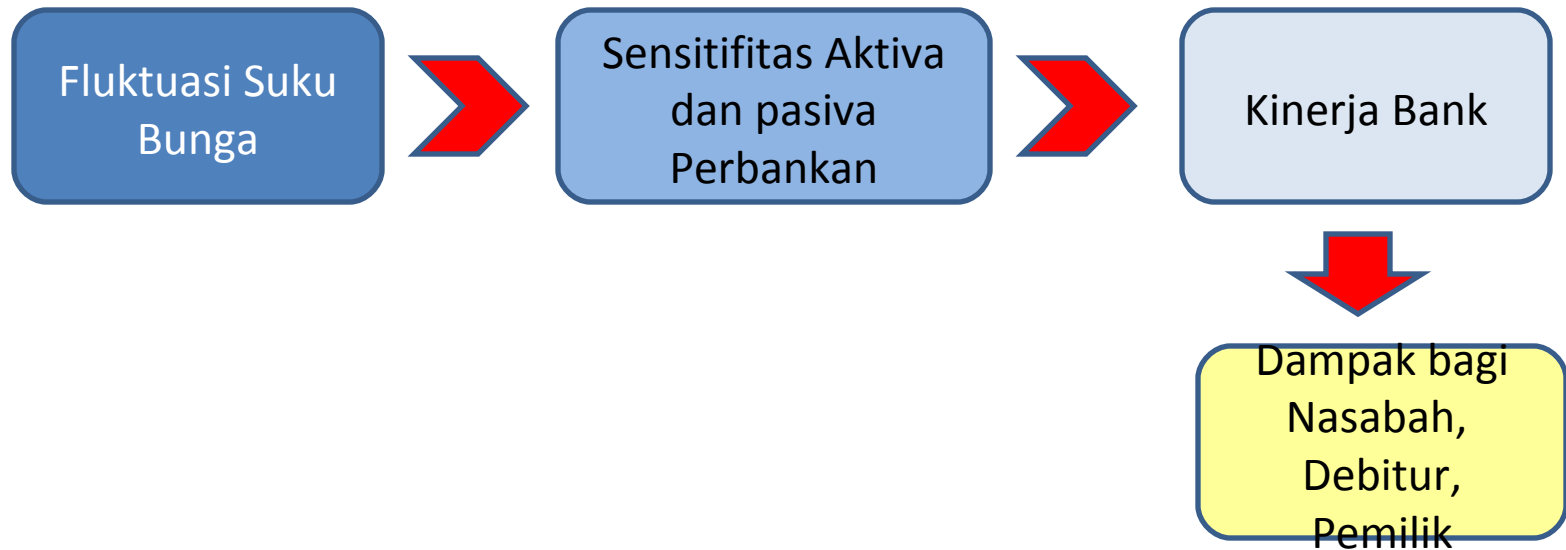 Fluktuasi Suku
Bunga
Sensitifitas Aktiva
dan pasiva
Perbankan
Kinerja Bank
Dampak bagi
Nasabah,
Debitur,
Pemilik